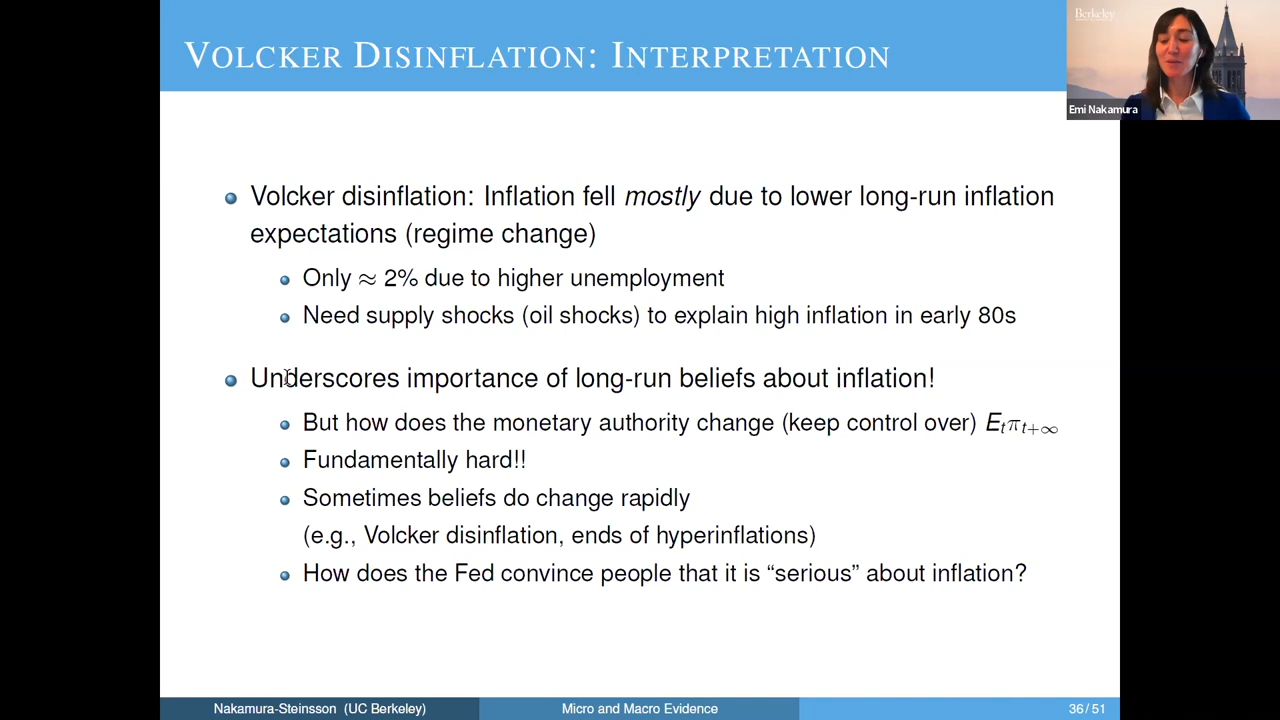 VOLCKER DISINFLATION: INTERPRETATION
Berkeley
Emi Nakamura
Volcker disinflation: Inflation fell mostly due to lower long-run inflation
expectations (regime change)
Only ≈ 2% due to higher unemployment
Need supply shocks (oil shocks) to explain high inflation in early 80s
Underscores importance of long-run beliefs about inflation!
But how does the monetary authority change (keep control over) Eₜπₜ₊∞
Fundamentally hard!!
Sometimes beliefs do change rapidly
(e.g., Volcker disinflation, ends of hyperinflations)
How does the Fed convince people that it is “serious” about inflation?
Nakamura-Steinsson (UC Berkeley)
Micro and Macro Evidence
36 / 51